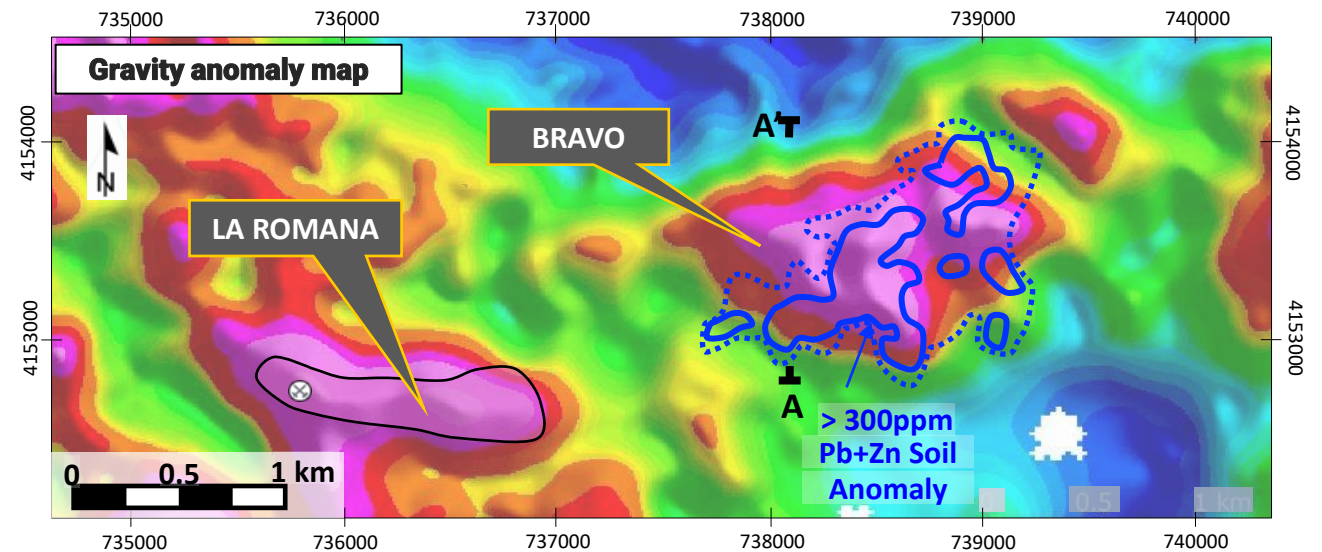 735000 736000 737000 738000 739000 740000
Gravity anomaly map
4154000
4154000
N
A'
BRAVO
LA ROMANA
4153000
4153000
A
> 300ppm
Pb+Zn Soil
Anomaly
0 0.5 1 km
0 0.5 1 km
735000 736000 737000 738000 739000 740000